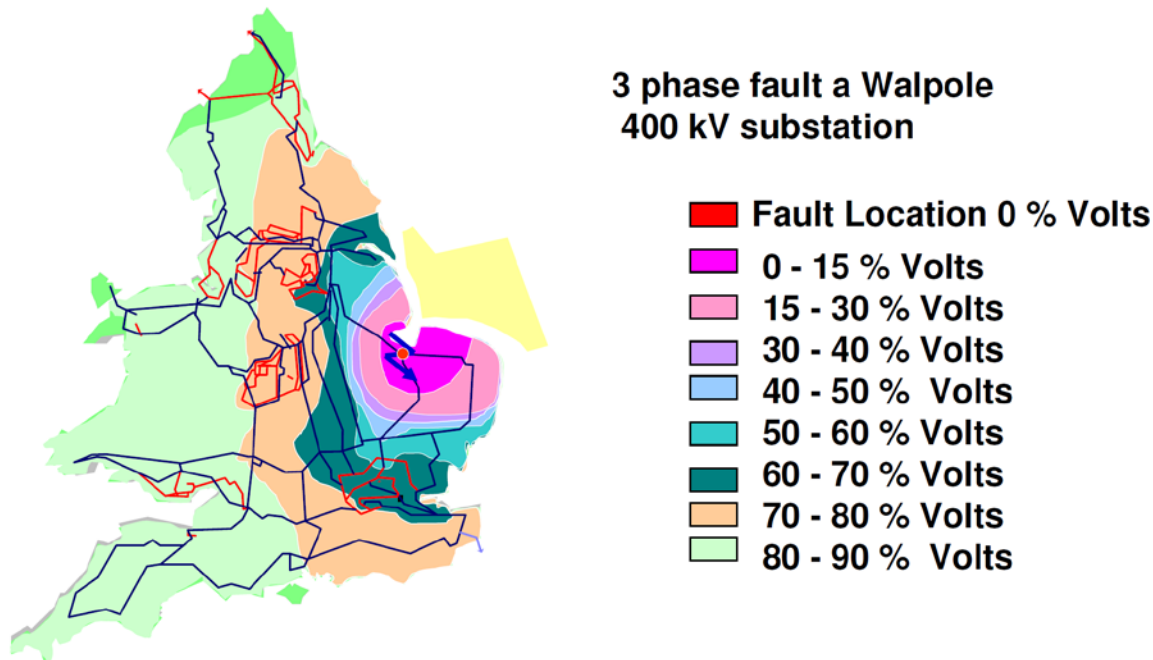 3 phase fault a Walpole
400 kV substation
Fault Location 0 % Volts
0 - 15 % Volts
15 - 30 % Volts
30 - 40 % Volts
40 - 50 % Volts
50 - 60 % Volts
60 - 70 % Volts
70 - 80 % Volts
80 - 90 % Volts